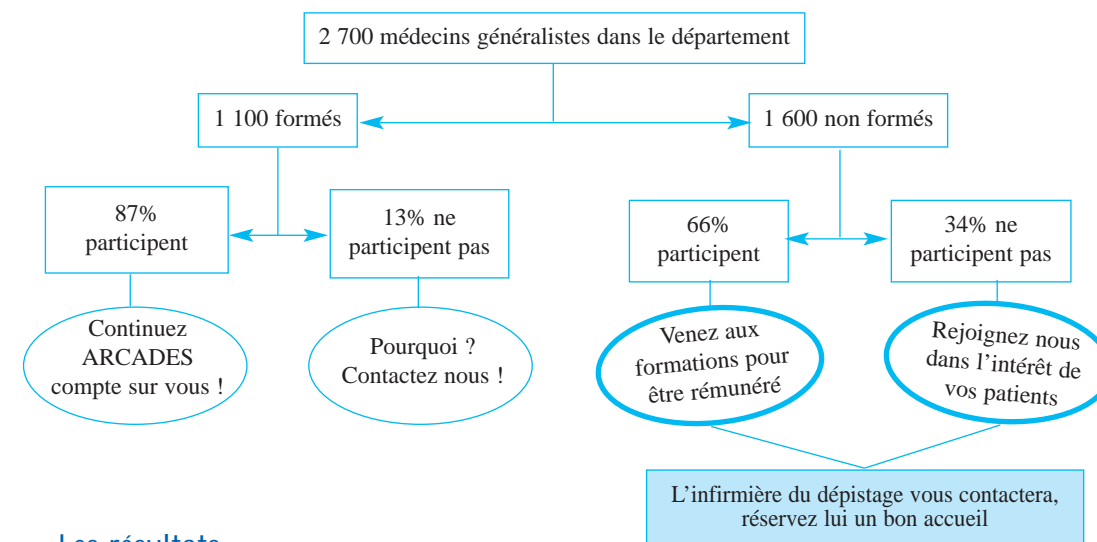 2 700 médecins généralistes dans le département
1 100 formés
1 600 non formés
87%
participent
13% ne
participent pas
66%
participent
34% ne
participent pas
Continuez
ARCADES
compte sur vous !
Pourquoi ?
Contactez nous !
Venez aux
formations pour
être rémunéré
Rejoignez nous
dans l'intérêt de
vos patients
L'infirmière du dépistage vous contactera,
réservez lui un bon accueil
Les résultats